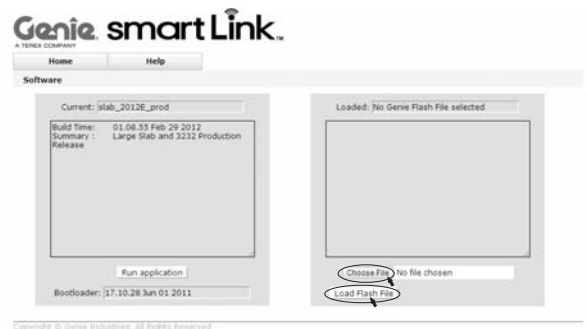 Genie. smartLink™
A TEREX COMPANY
Home Help
Software
Current: slab_2012E_prod
Build Time: 01.08.55 Feb 29 2012
Summary : Large Slab and 3232 Production
Release
Run application
Bootloader: 17.10.28 Jun 01 2011
Loaded: No Genie Flash File selected
Choose File No file chosen
Load Flash File
Copyright © Genie Industries. All Rights Reserved